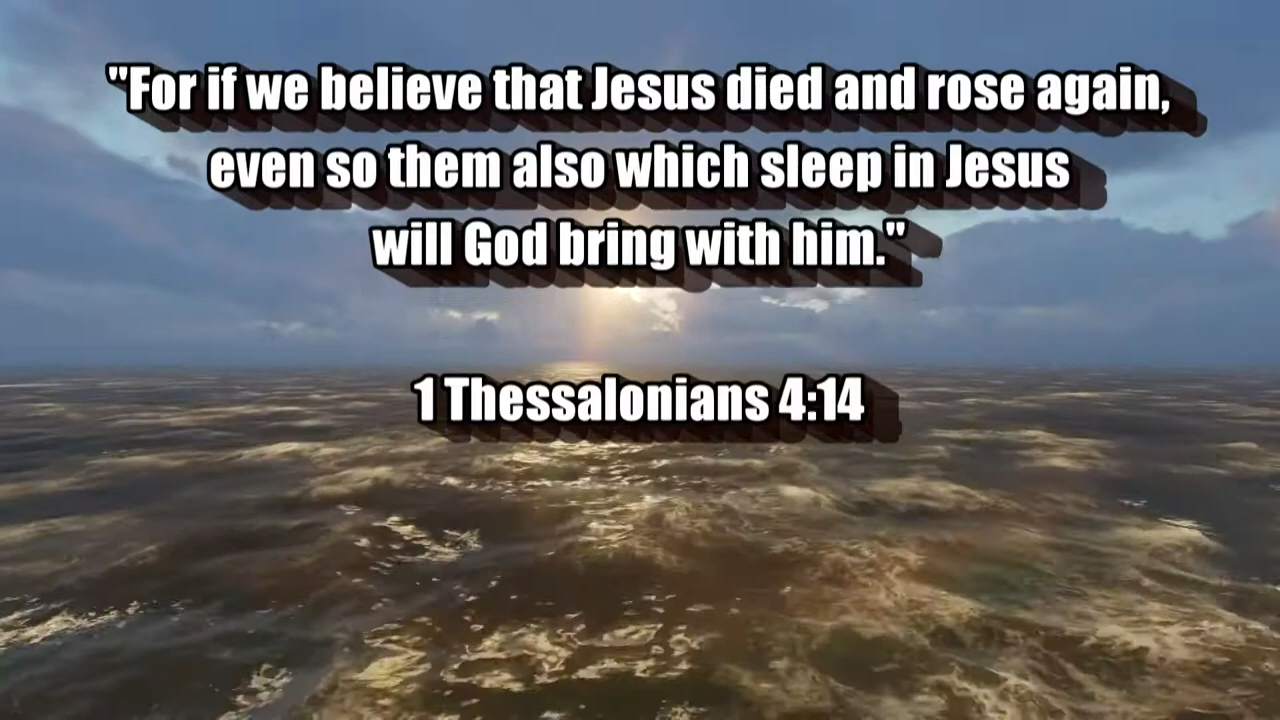 "For if we believe that Jesus died and rose again,
even so them also which sleep in Jesus
will God bring with him."
1 Thessalonians 4:14